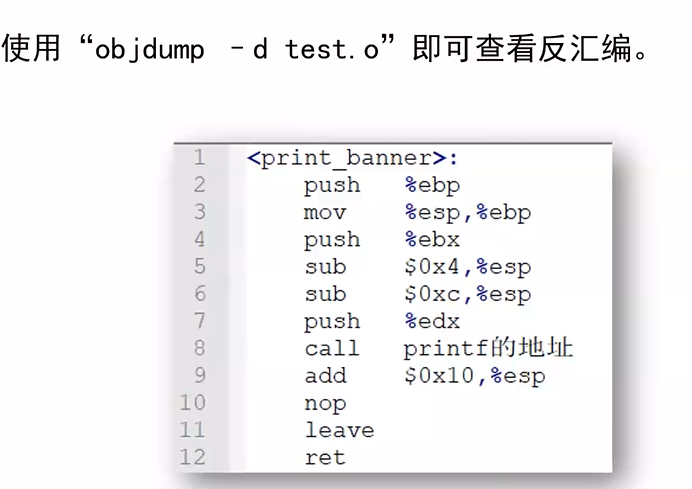 使用“objdump –d test.o”即可查看反汇编。
1 <print_banner>:
2 push %ebp
3 mov %esp,%ebp
4 push %ebx
5 sub $0x4,%esp
6 sub $0xc,%esp
7 push %edx
8 call printf的地址
9 add $0x10,%esp
10 nop
11 leave
12 ret